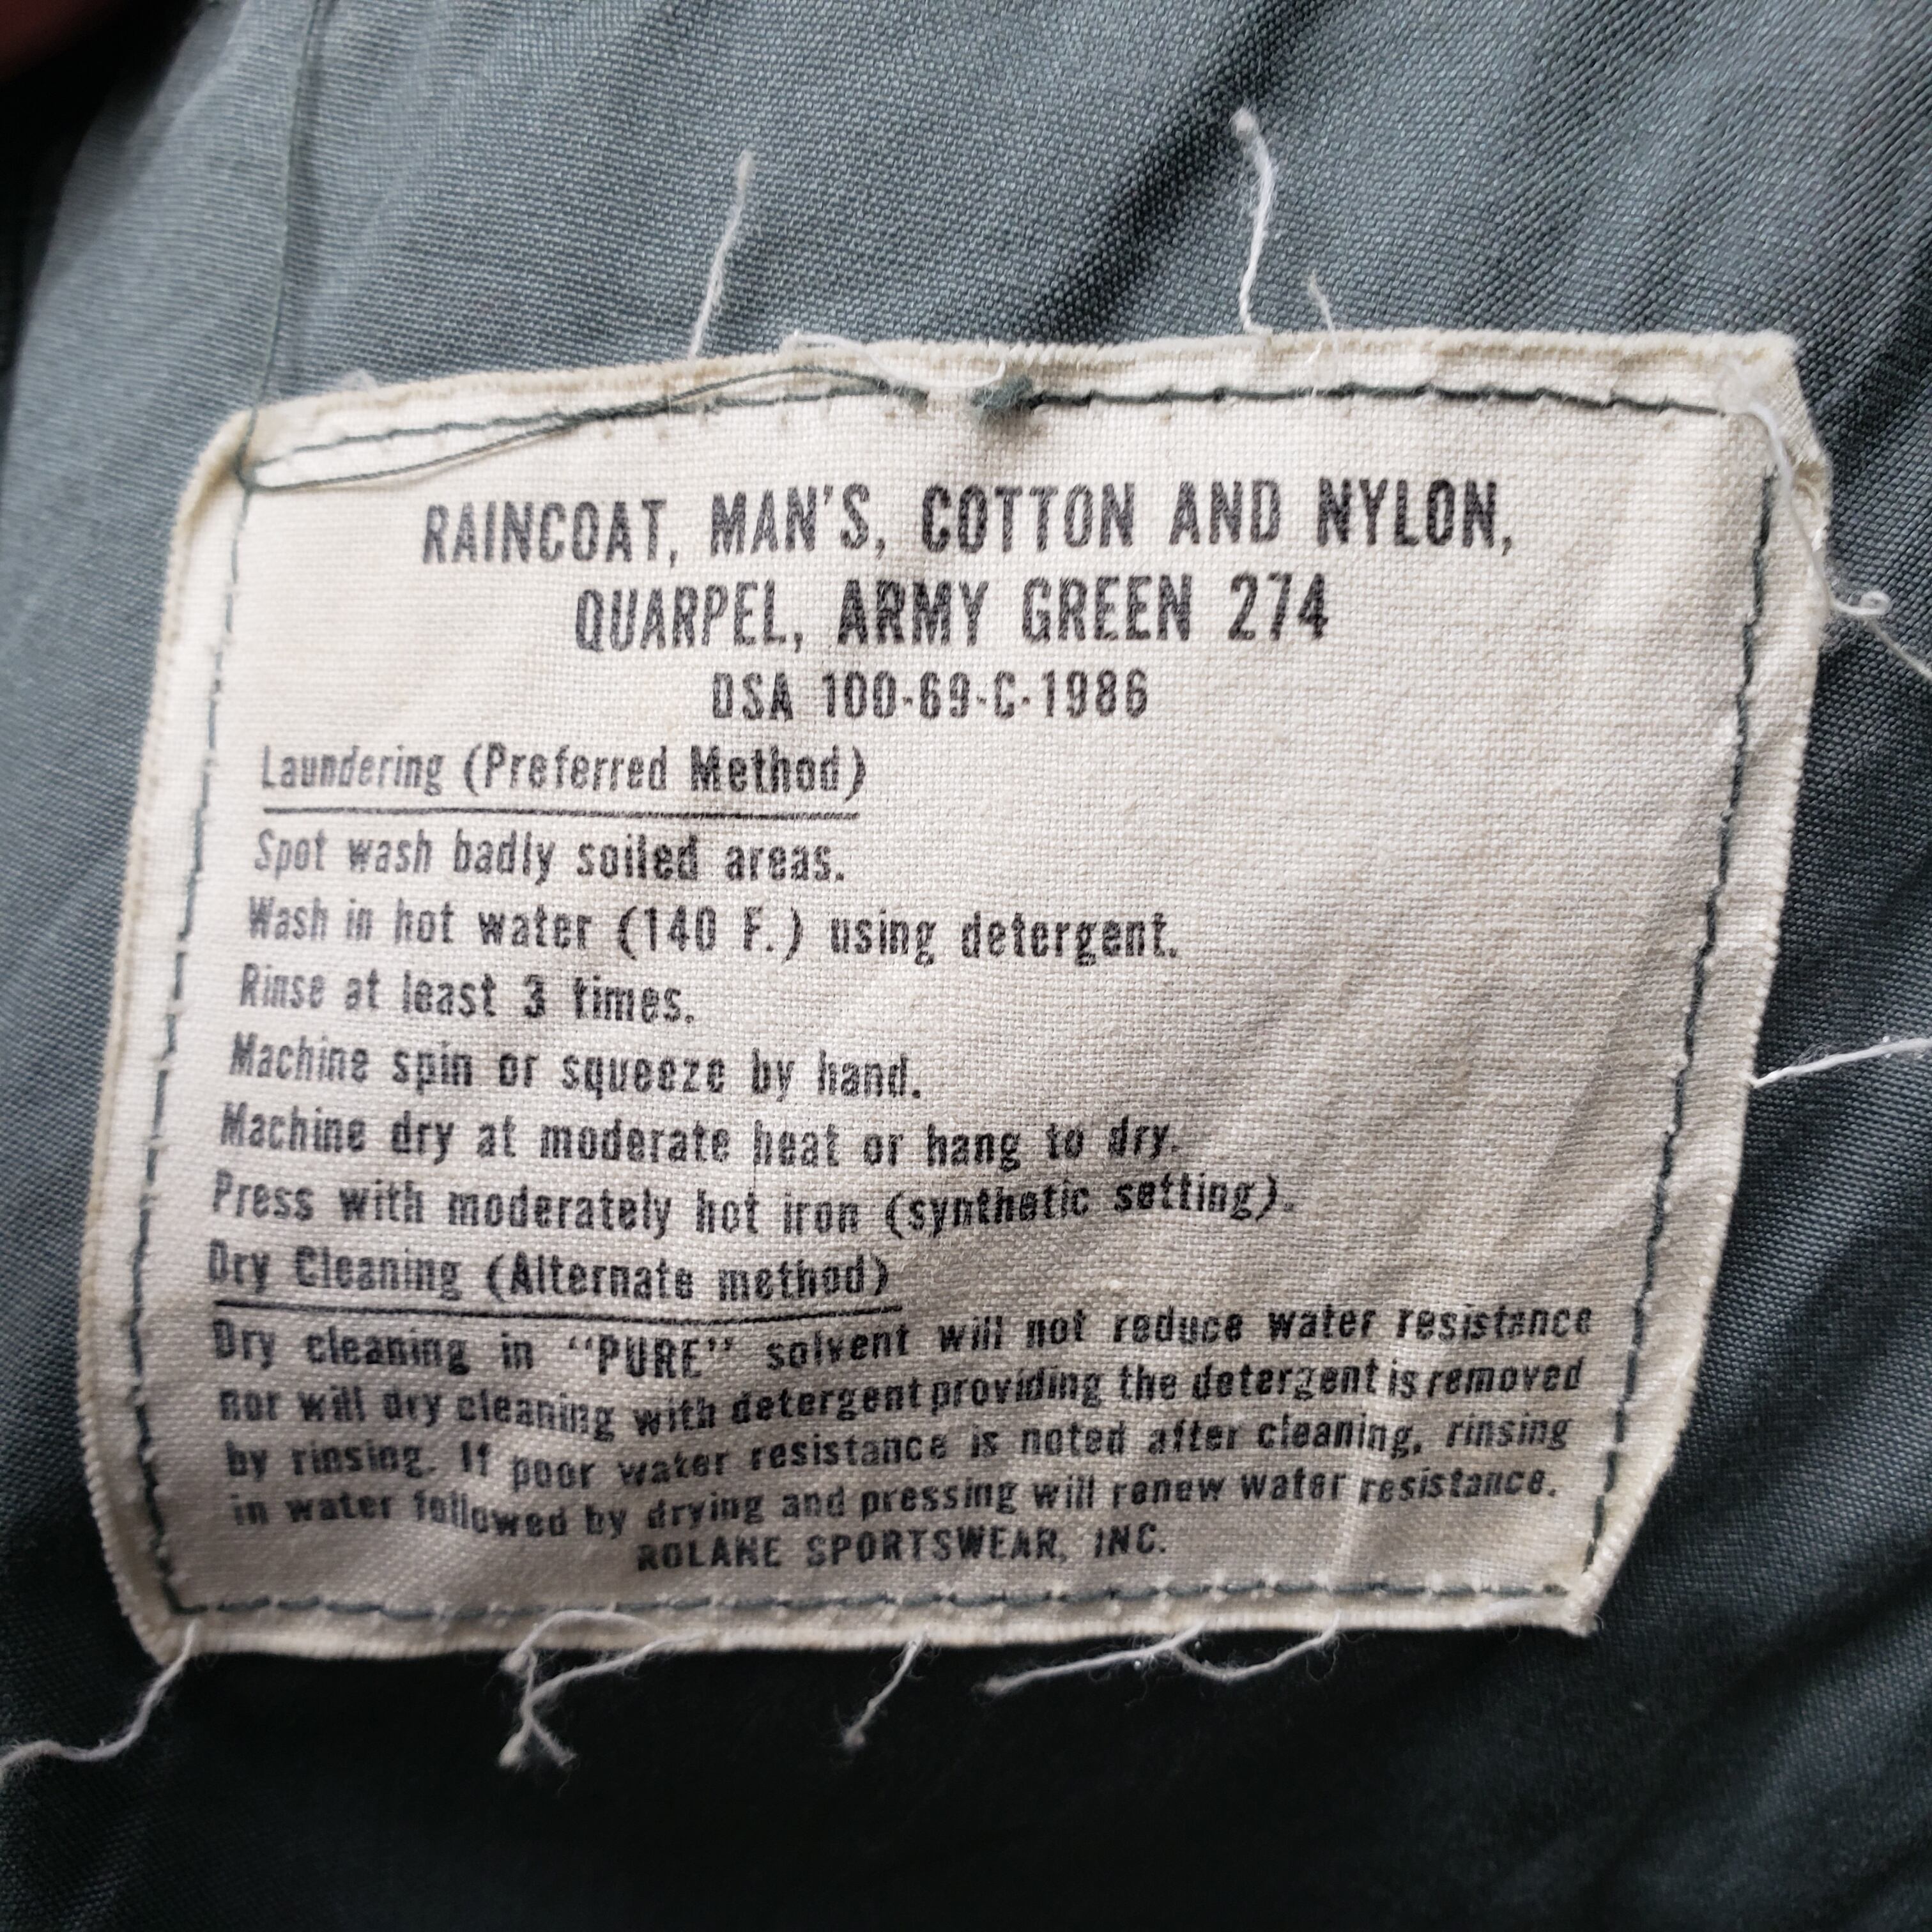 RAINCOAT, MAN'S, COTTON AND NYLON,
QUARPEL, ARMY GREEN 274
DSA 100-69-C-1986
Laundering (Preferred Method)
Spot wash badly soiled areas.
Wash in hot water (140 F.) using detergent.
Rinse at least 3 times.
Machine spin or squeeze by hand.
Machine dry at moderate heat or hang to dry.
Press with moderately hot iron (synthetic setting).
Dry Cleaning (Alternate method)
Dry cleaning in "PURE" solvent will not reduce water resistance
nor will dry cleaning with detergent providing the detergent is removed
by rinsing. If poor water resistance is noted after cleaning, rinsing
in water followed by drying and pressing will renew water resistance.
ROLANE SPORTSWEAR, INC.